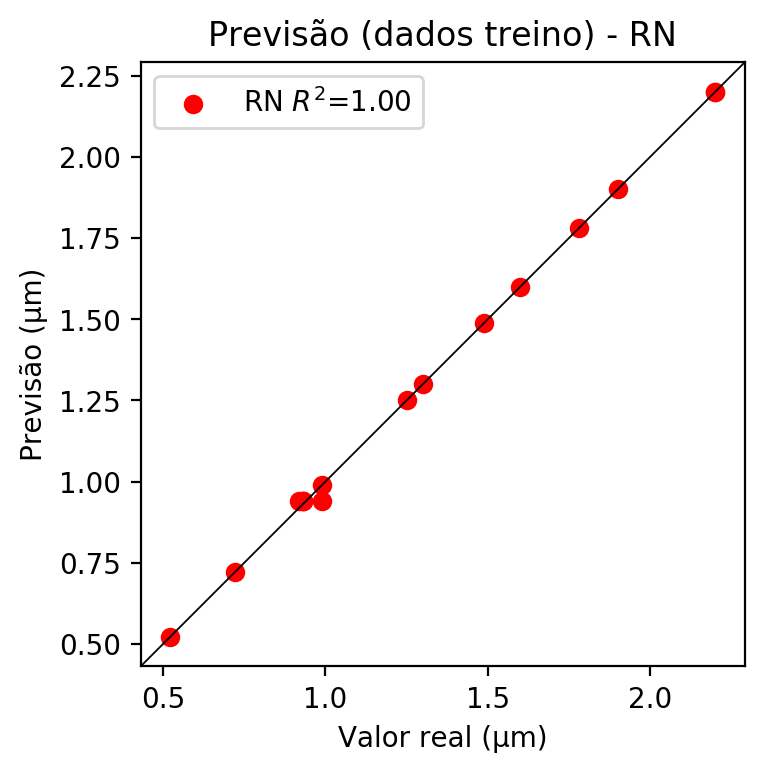 Previsão (dados treino) - RN
RN R²=1.00
2.25
2.00
1.75
1.50
1.25
1.00
0.75
0.50
Previsão (µm)
0.5 1.0 1.5 2.0
Valor real (µm)